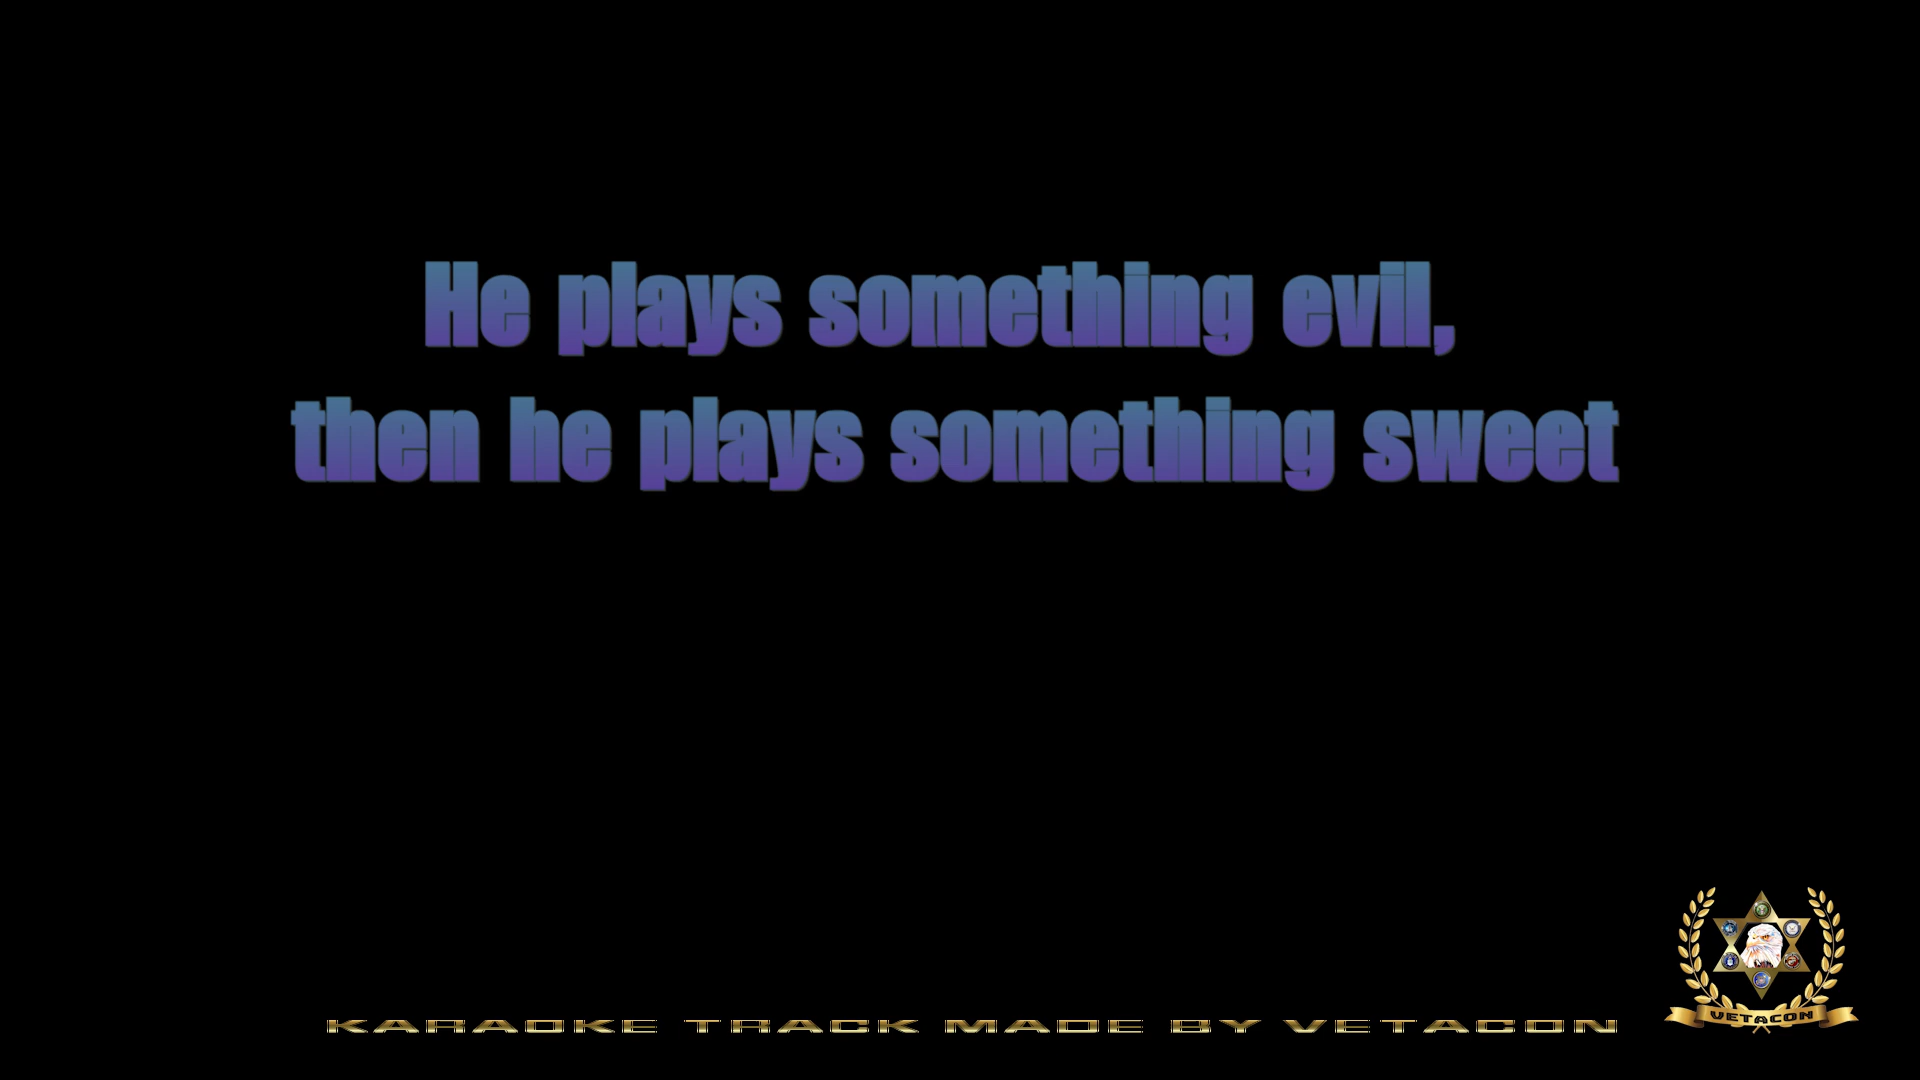 He plays something evil,
then he plays something sweet
KARAOKE TRACK MADE BY VETACON
VETACON